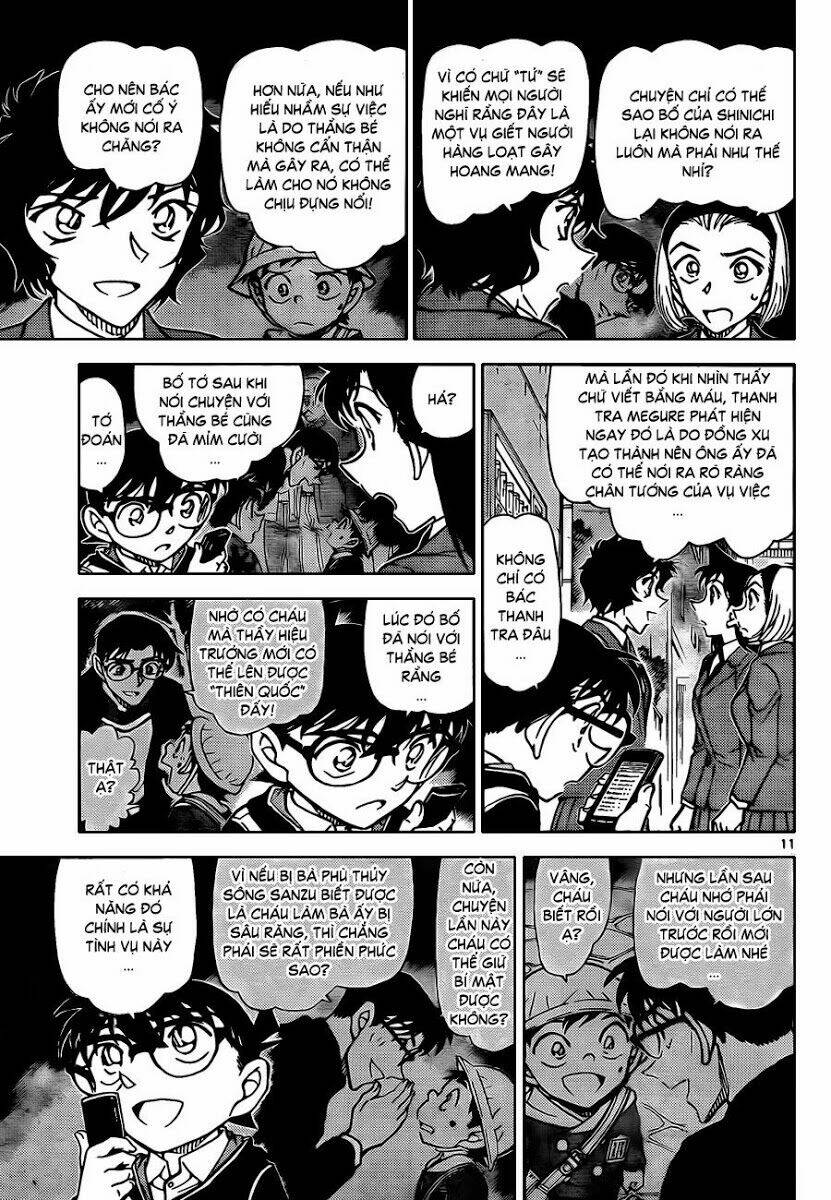 CHUYỆN CHỈ CÓ THẾ
SAO BỐ CỦA SHINICHI
LẠI KHÔNG NÓI RA
LUÔN MÀ PHẢI NHƯ THẾ
NHỈ?
VÌ CÓ CHỮ "TỬ" SẼ
KHIẾN MỌI NGƯỜI
NGHĨ RẰNG ĐÂY LÀ
MỘT VỤ GIẾT NGƯỜI
HÀNG LOẠT GÂY
HOANG MANG!
HƠN NỮA, NẾU NHƯ
HIỂU NHẦM SỰ VIỆC
LÀ DO THẰNG BÉ
KHÔNG CẨN THẬN
MÀ GÂY RA, CÓ THỂ
LÀM CHO NÓ KHÔNG
CHỊU ĐỰNG NỔI!
CHO NÊN BÁC
ẤY MỚI CỐ Ý
KHÔNG NÓI RA
CHĂNG?
MÀ LẦN ĐÓ KHI NHÌN THẤY
CHỮ VIẾT BẰNG MÁU, THANH
TRA MEGURE PHÁT HIỆN
NGAY ĐÓ LÀ DO ĐỒNG XU
TẠO THÀNH NÊN ÔNG ẤY ĐÃ
CÓ THỂ NÓI RA RÕ RÀNG
CHÂN TƯỚNG CỦA VỤ VIỆC
...
KHÔNG
CHỈ CÓ
BÁC
THANH
TRA ĐÂU
...
HẢ?
BỐ TỚ SAU KHI
NÓI CHUYỆN VỚI
THẰNG BÉ CŨNG
ĐÃ MỈM CƯỜI
...
TỚ
ĐOÁN
...
LÚC ĐÓ BỐ
ĐÃ NÓI VỚI
THẰNG BÉ
RẰNG
...
NHỜ CÓ CHÁU
MÀ THẦY HIỆU
TRƯỞNG MỚI CÓ
THỂ LÊN ĐƯỢC
"THIÊN QUỐC"
ĐẤY!
THẬT
Ạ?
11
NHƯNG LẦN SAU
CHÁU NHỚ PHẢI
NÓI VỚI NGƯỜI LỚN
TRƯỚC RỒI MỚI
ĐƯỢC LÀM NHÉ
VÂNG,
CHÁU
BIẾT RỒI
Ạ?
CÒN
NỮA,
CHUYỆN
LẦN NÀY
CHÁU CÓ
THỂ GIỮ
BÍ MẬT
ĐƯỢC
KHÔNG?
VÌ NẾU BỊ BÀ PHÙ THỦY
SÔNG SANZU BIẾT ĐƯỢC
LÀ CHÁU LÀM BÀ ẤY BỊ
SÂU RĂNG, THÌ CHẲNG
PHẢI SẼ RẤT PHIỀN PHỨC
SAO?
RẤT CÓ KHẢ
NĂNG ĐÓ
CHÍNH LÀ SỰ
TÌNH VỤ NÀY
...